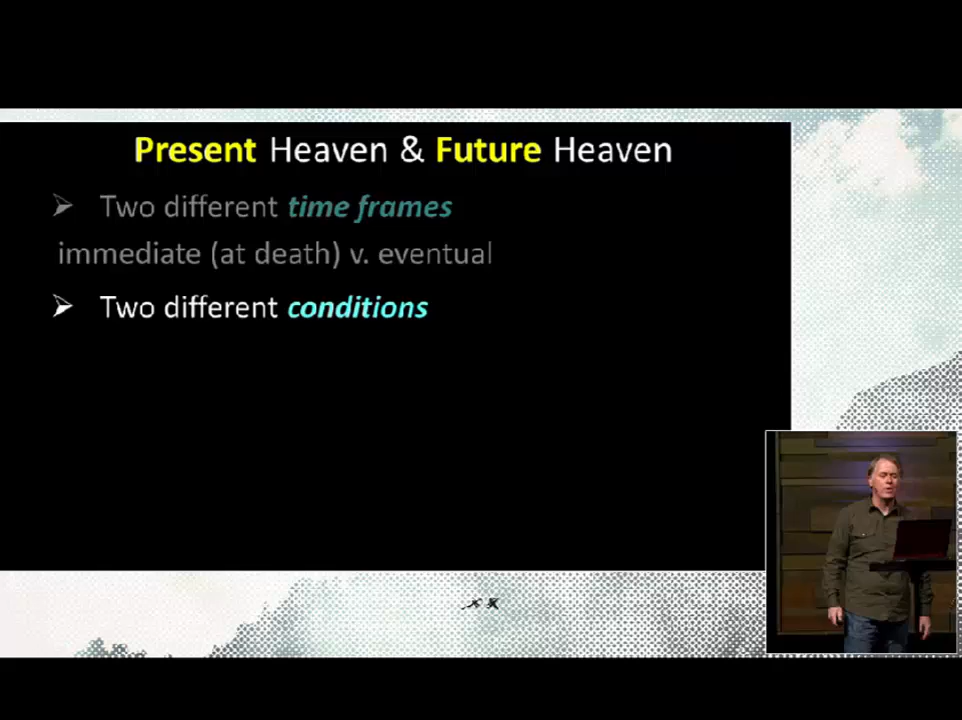 Present Heaven & Future Heaven
➢ Two different time frames
immediate (at death) v. eventual
➢ Two different conditions